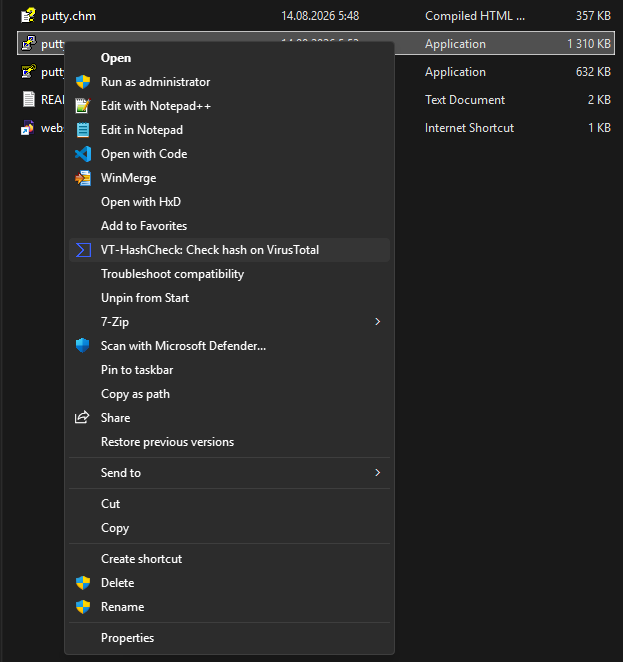 putty.chm 14.08.2026 5:48 Compiled HTML ... 357 KB
putt Application 1 310 KB
putt Application 632 KB
REA Text Document 2 KB
webs Internet Shortcut 1 KB
Open
Run as administrator
Edit with Notepad++
Edit in Notepad
Open with Code
WinMerge
Open with HxD
Add to Favorites
VT-HashCheck: Check hash on VirusTotal
Troubleshoot compatibility
Unpin from Start
7-Zip
Scan with Microsoft Defender...
Pin to taskbar
Copy as path
Share
Restore previous versions
Send to
Cut
Copy
Create shortcut
Delete
Rename
Properties